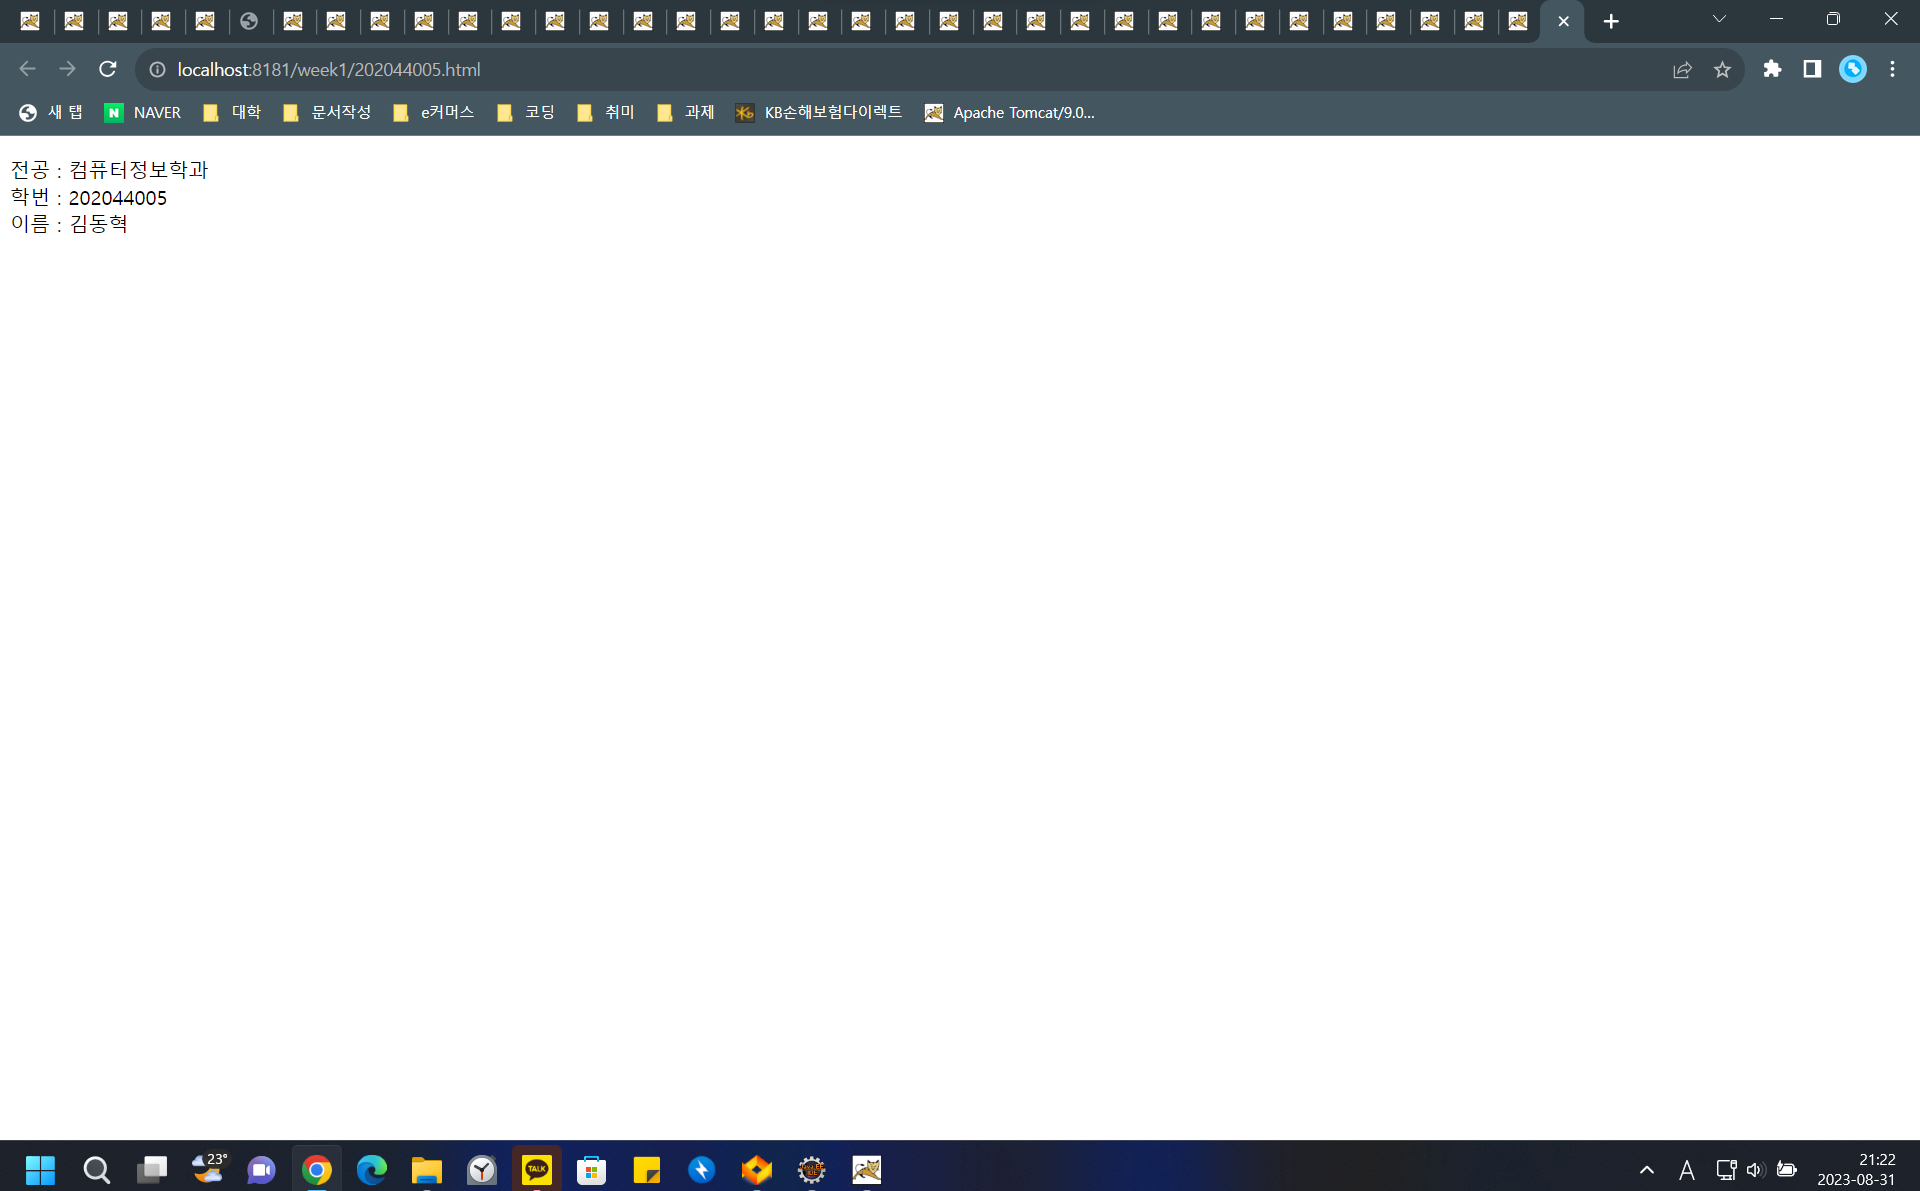 localhost:8181/week1/202044005.html
새 탭 NAVER 대학 문서작성 e커머스 코딩 취미 과제 KB손해보험다이렉트 Apache Tomcat/9.0...
전공 : 컴퓨터정보학과
학번 : 202044005
이름 : 김동혁
23° TALK A 21:22
2023-08-31